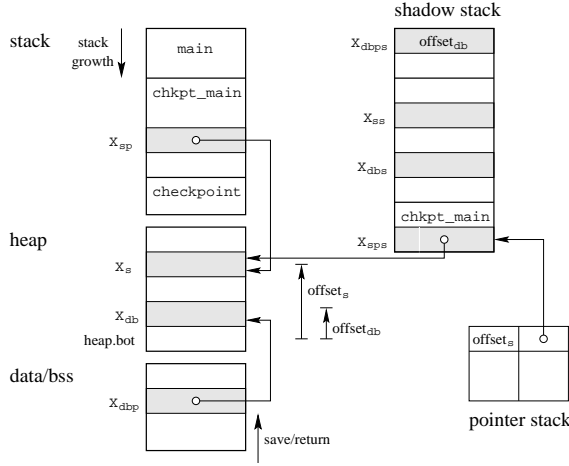 shadow stack
stack
stack
growth
main
chkpt_main
x_sp
checkpoint
x_dbps
offset_db
x_ss
x_dbs
chkpt_main
x_sps
heap
x_s
x_db
heap.bot
offset_s
offset_db
data/bss
x_dbp
save/return
offset_s
pointer stack